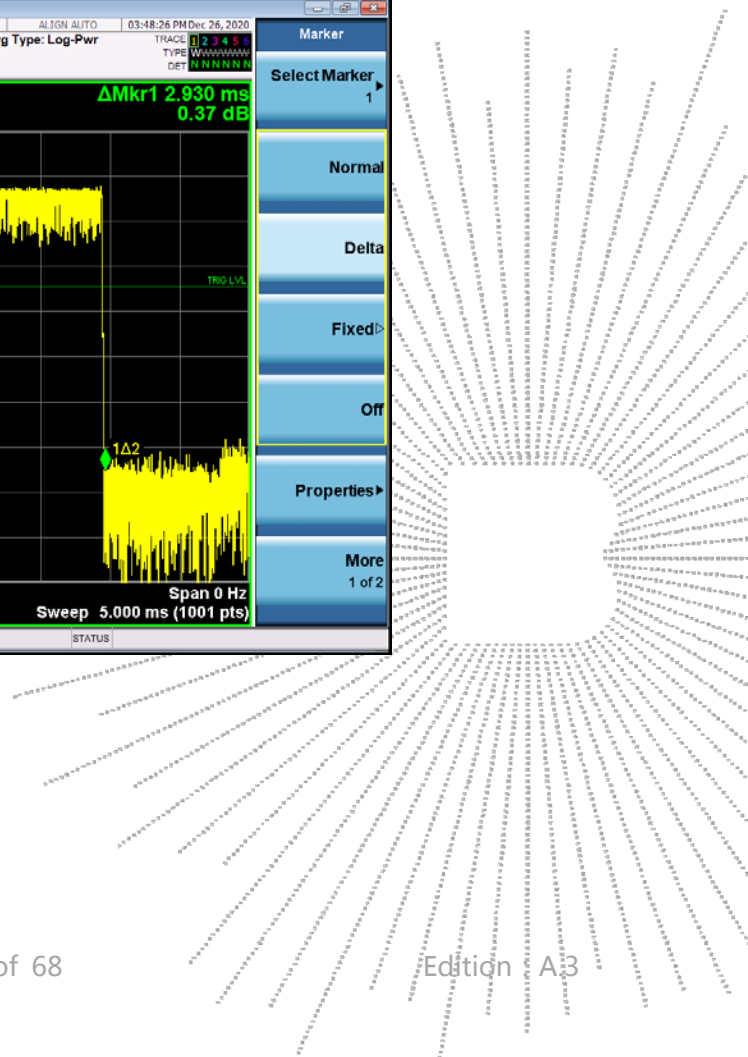 ALIGN AUTO
03:48:26 PM Dec 26, 2020
g Type: Log-Pwr
TRACE 1 2 3 4 5 6
TYPE W
DET N N N N N N
ΔMkr1 2.930 ms
0.37 dB
TRIG LVL
1Δ2
Span 0 Hz
Sweep 5.000 ms (1001 pts)
STATUS
Marker
Select Marker
1
Normal
Delta
Fixed
Off
Properties
More
1 of 2
of 68
Edition : A.3